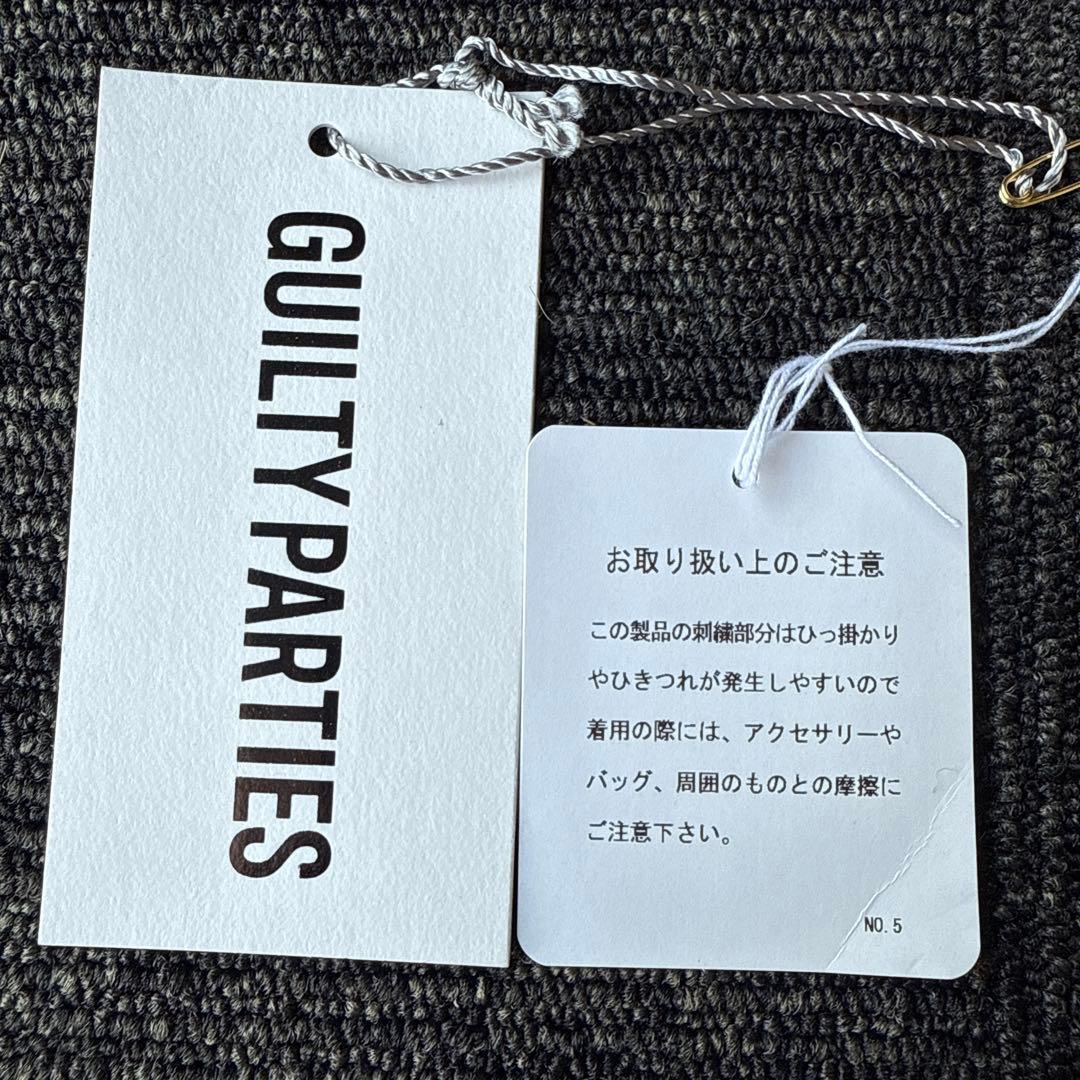 GUILTY PARTIES
お取り扱い上のご注意
この製品の刺繍部分はひっ掛かり
やひきつれが発生しやすいので
着用の際には、アクセサリーや
バッグ、周囲のものとの摩擦に
ご注意下さい。
NO.5